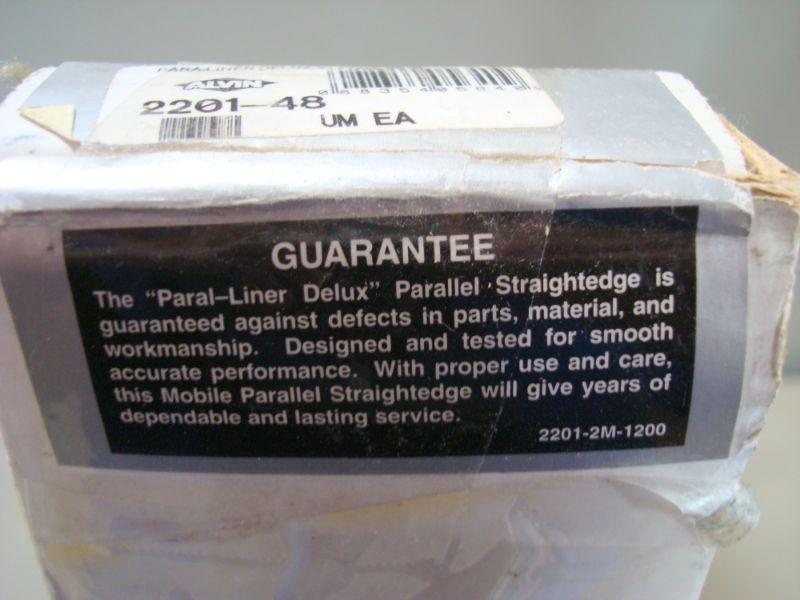 ALVIN
2201-48
UM EA
GUARANTEE
The "Paral-Liner Delux" Parallel Straightedge is
guaranteed against defects in parts, material, and
workmanship. Designed and tested for smooth
accurate performance. With proper use and care,
this Mobile Parallel Straightedge will give years of
dependable and lasting service.
2201-2M-1200